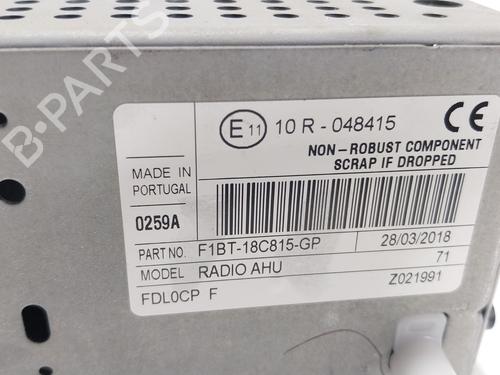 B-PARTS
E 11 10 R - 048415 CE
NON - ROBUST COMPONENT
SCRAP IF DROPPED
MADE IN
PORTUGAL
0259A
PART NO. F1BT-18C815-GP 28/03/2018
MODEL RADIO AHU 71
FDL0CP F Z021991